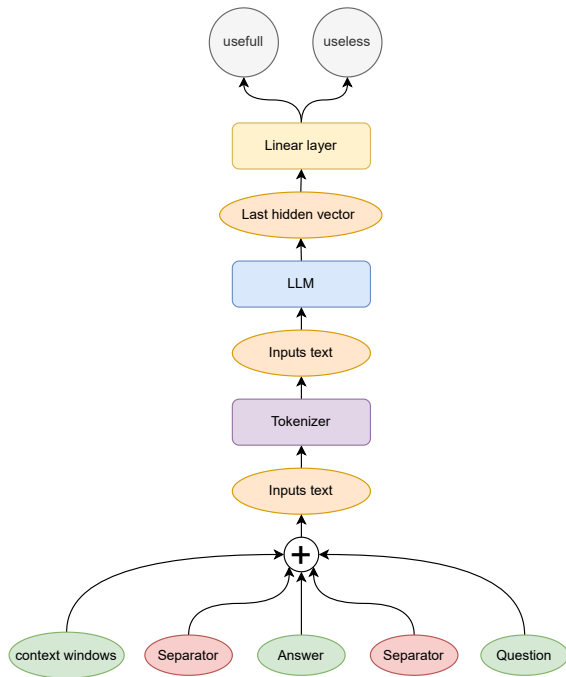 usefull
useless
Linear layer
Last hidden vector
LLM
Inputs text
Tokenizer
Inputs text
+
context windows
Separator
Answer
Separator
Question